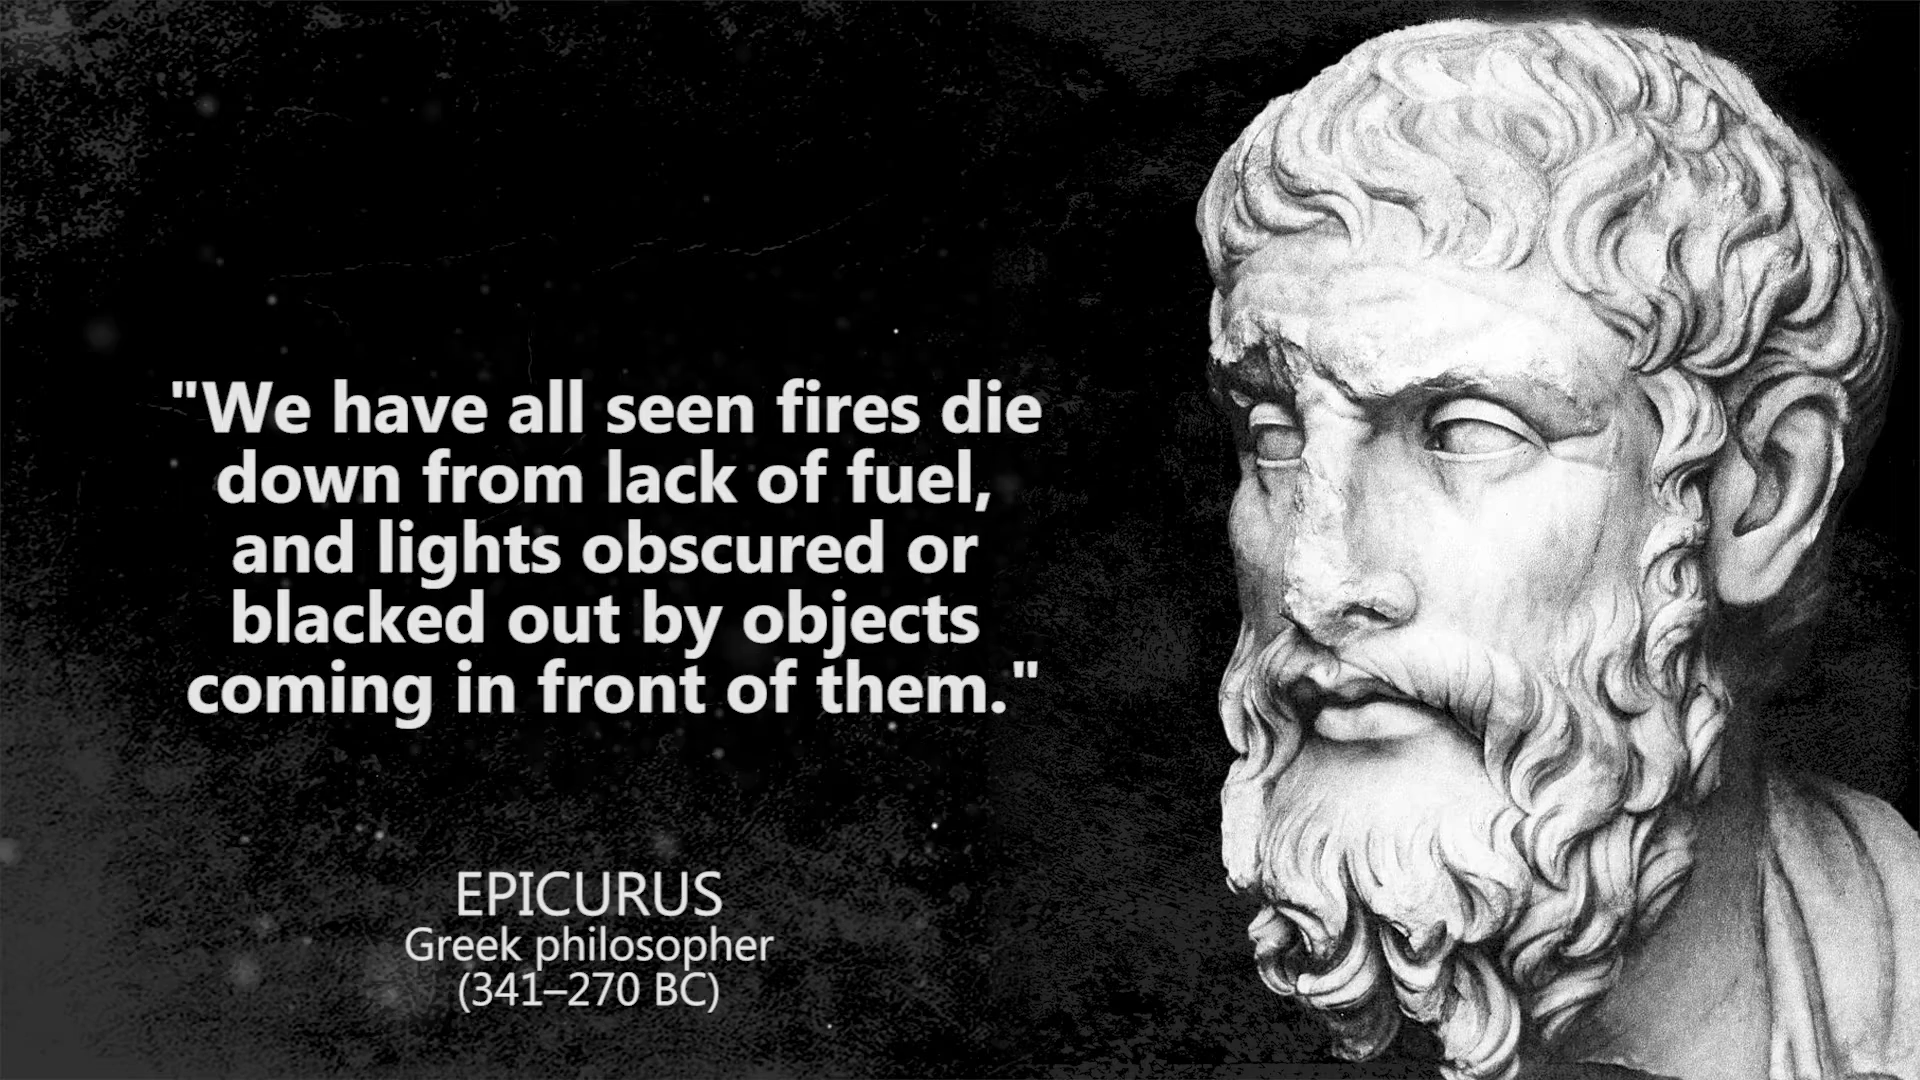 "We have all seen fires die
down from lack of fuel,
and lights obscured or
blacked out by objects
coming in front of them."
EPICURUS
Greek philosopher
(341–270 BC)